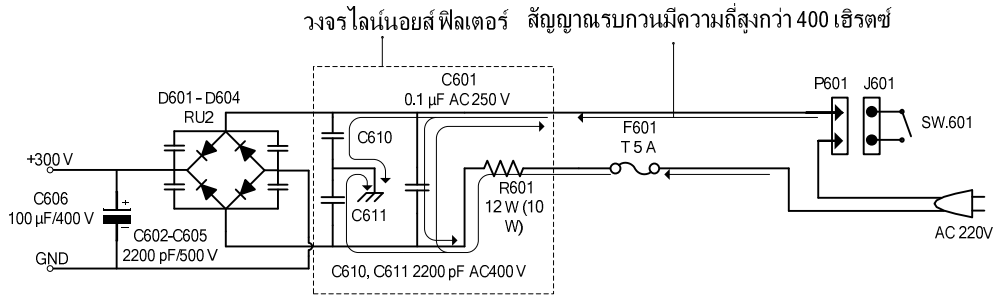 วงจรไลน์นอยส์ฟิลเตอร์
สัญญาณรบกวนมีความถี่สูงกว่า 400 เฮิรตซ์
D601 – D604
RU2
C601
0.1 µF AC 250 V
P601
J601
C610
F601
T 5 A
SW.601
+300 V
C606
100 µF/400 V
+
–
R601
12 W (10
W)
C611
C602-C605
2200 pF/500 V
AC 220V
GND
C610, C611 2200 pF AC400 V